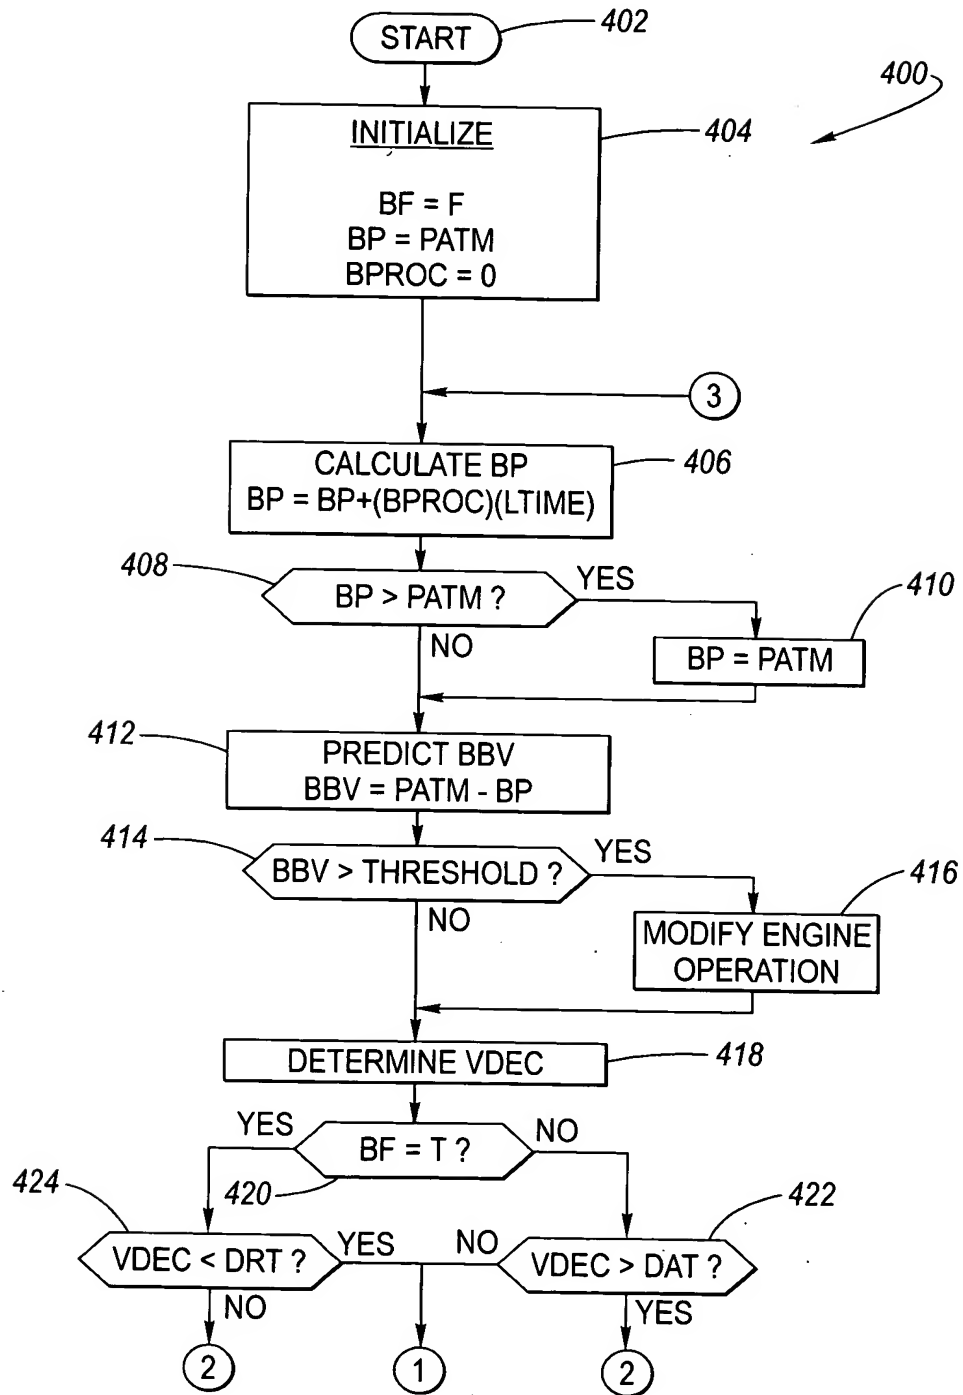 START
402
400
INITIALIZE
404
BF = F
BP = PATM
BPROC = 0
3
CALCULATE BP
BP = BP+(BPROC)(LTIME)
406
408
BP > PATM ?
YES
NO
410
BP = PATM
412
PREDICT BBV
BBV = PATM - BP
414
BBV > THRESHOLD ?
YES
NO
416
MODIFY ENGINE
OPERATION
DETERMINE VDEC
418
YES
BF = T ?
NO
420
424
VDEC < DRT ?
YES
NO
422
VDEC > DAT ?
NO
YES
2
1
2